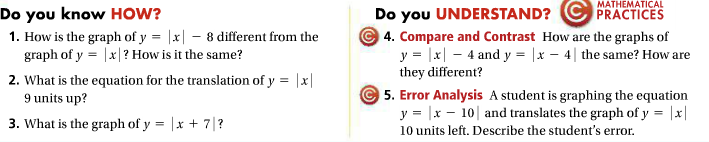 Do you know HOW?
1. How is the graph of y = |x| − 8 different from the
graph of y = |x|? How is it the same?
2. What is the equation for the translation of y = |x|
9 units up?
3. What is the graph of y = |x + 7|?
Do you UNDERSTAND?
MATHEMATICAL
PRACTICES
4. Compare and Contrast How are the graphs of
y = |x| − 4 and y = |x − 4| the same? How are
they different?
5. Error Analysis A student is graphing the equation
y = |x − 10| and translates the graph of y = |x|
10 units left. Describe the student's error.